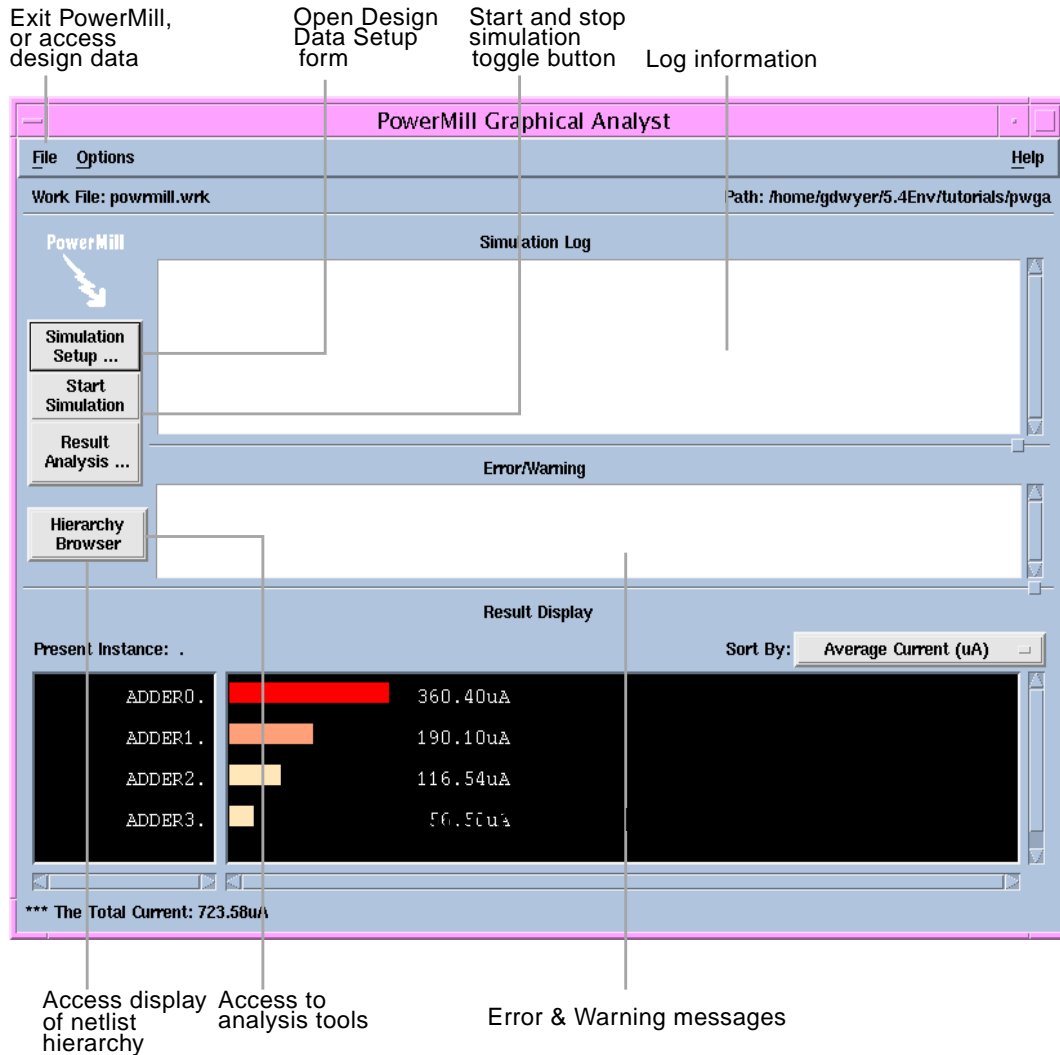 Exit PowerMill,
or access
design data
Open Design
Data Setup
form
Start and stop
simulation
toggle button
Log information
PowerMill Graphical Analyst
File Options Help
Work File: powrmill.wrk Path: /home/gdwyer/5.4Env/tutorials/pwga
PowerMill
Simulation Log
Simulation
Setup ...
Start
Simulation
Result
Analysis ...
Error/Warning
Hierarchy
Browser
Result Display
Present Instance: . Sort By: Average Current (uA)
ADDER0. 360.40uA
ADDER1. 190.10uA
ADDER2. 116.54uA
ADDER3.
*** The Total Current: 723.58uA
Access display
of netlist
hierarchy
Access to
analysis tools
Error & Warning messages